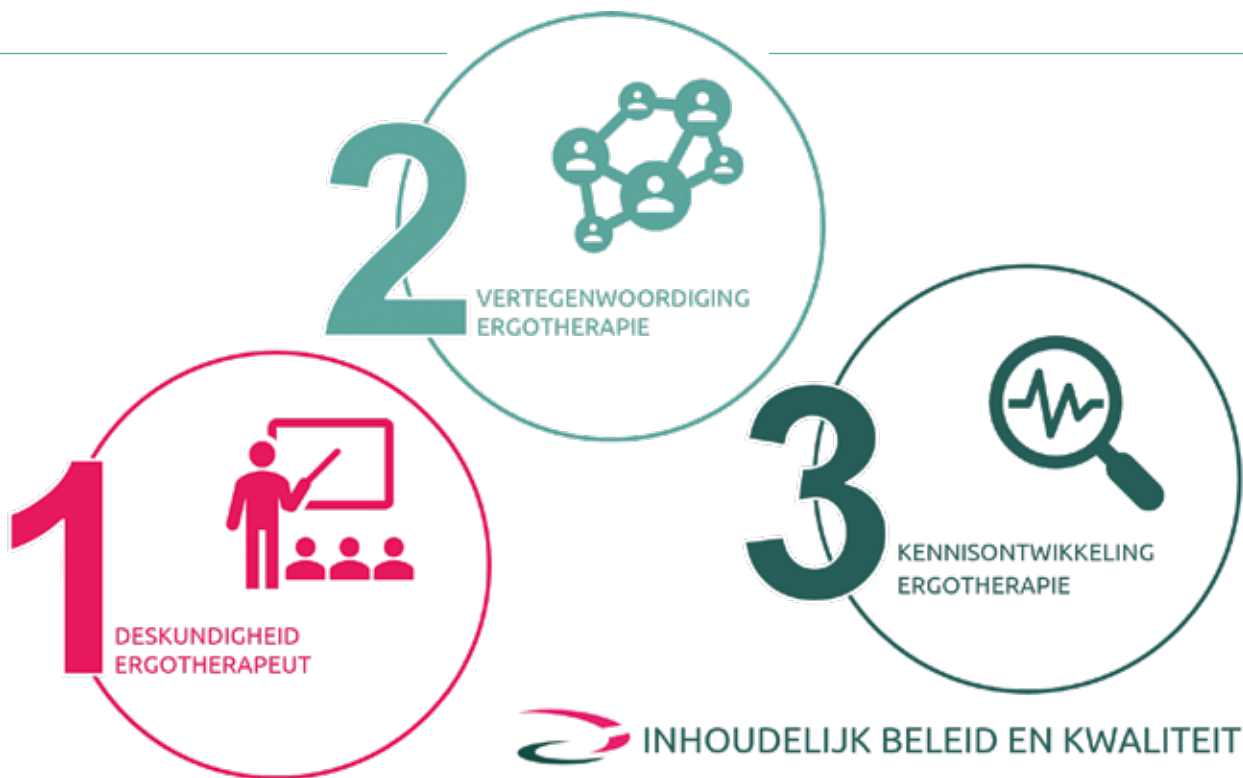 1
DESKUNDIGHEID
ERGOTHERAPEUT
2
VERTEGENWOORDIGING
ERGOTHERAPIE
3
KENNISONTWIKKELING
ERGOTHERAPIE
INHOUDELIJK BELEID EN KWALITEIT